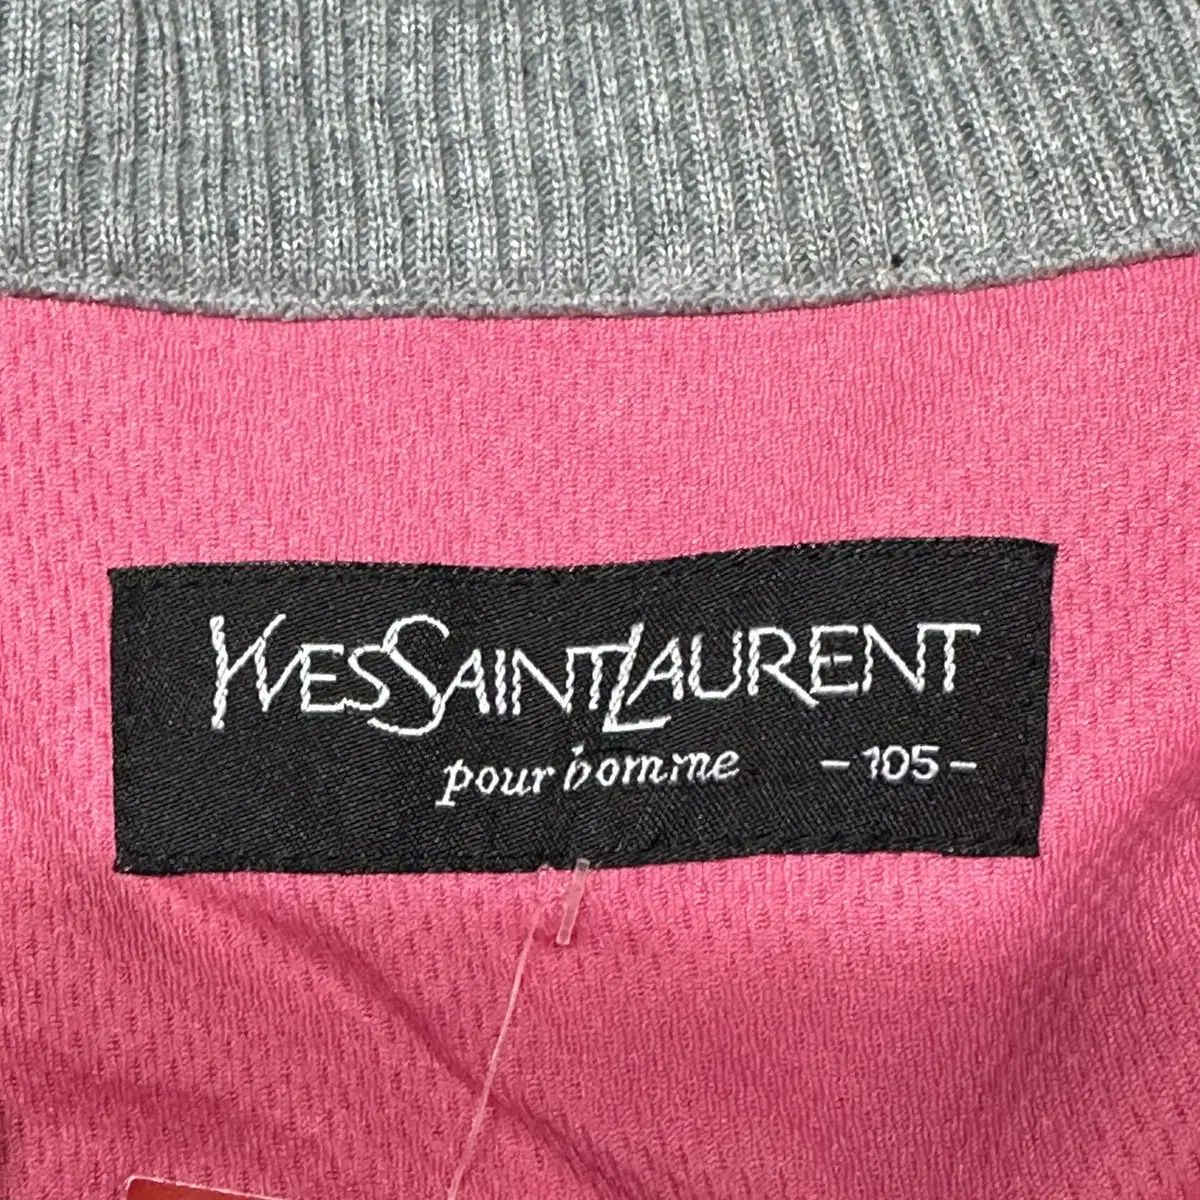 YVESSAINTLAURENT
pour homme -105-